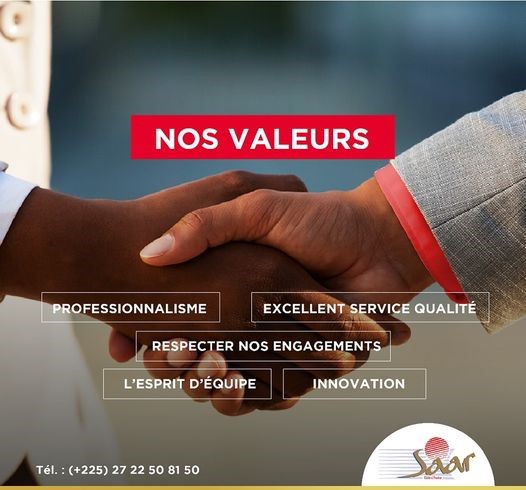 NOS VALEURS
PROFESSIONNALISME
EXCELLENT SERVICE QUALITÉ
RESPECTER NOS ENGAGEMENTS
L'ESPRIT D'ÉQUIPE
INNOVATION
Tél. : (+225) 27 22 50 81 50
Saar